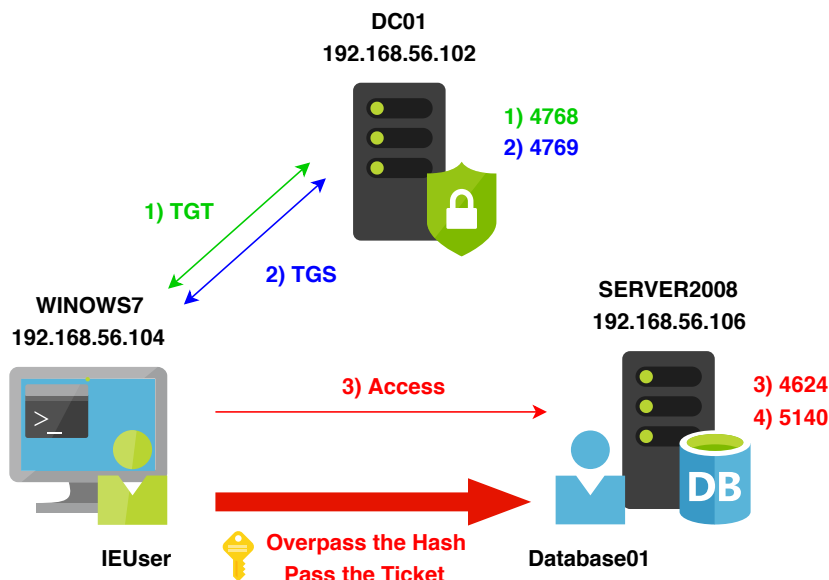 DC01
192.168.56.102
1) 4768
2) 4769
1) TGT
2) TGS
WINOWS7
192.168.56.104
SERVER2008
192.168.56.106
>_
3) Access
3) 4624
4) 5140
DB
IEUser
Overpass the Hash
Pass the Ticket
Database01